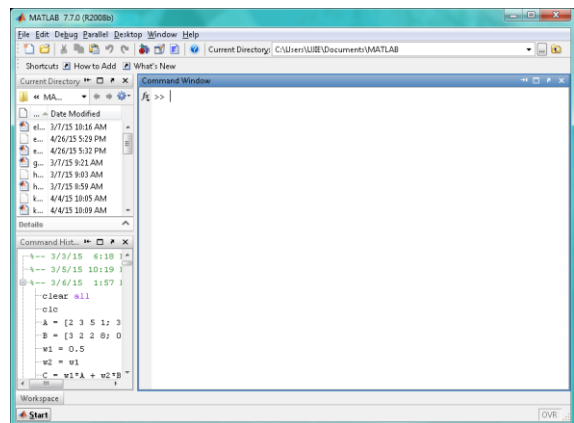 MATLAB 7.7.0 (R2008b)
File Edit Debug Parallel Desktop Window Help
Current Directory: C:\Users\UJIE\Documents\MATLAB
Shortcuts How to Add What's New
Current Directory
Command Window
« MA...
>>
... Date Modified
el... 3/7/15 10:16 AM
e... 4/26/15 5:29 PM
e... 4/26/15 5:32 PM
g... 3/7/15 9:21 AM
h... 3/7/15 9:03 AM
h... 3/7/15 8:59 AM
k... 4/4/15 10:05 AM
k... 4/4/15 10:09 AM
Details
Command Hist...
%-- 3/3/15 6:18
%-- 3/5/15 10:19
%-- 3/6/15 1:57
clear all
clc
A = [2 3 5 1; 3
B = [3 2 2 8; 0
w1 = 0.5
w2 = w1
C = w1*A + w2*B
Workspace
Start
OVR